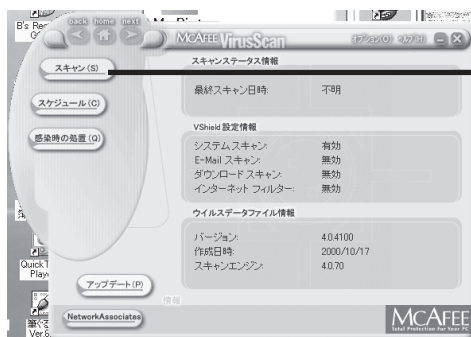 B's Re
back home next
McAfee VirusScan
オプション(O) ヘルプ(H)
スキャン(S)
スケジュール(C)
感染時の処置(Q)
スキャンステータス情報
最終スキャン日時: 不明
VShield 設定情報
システムスキャン: 有効
E-Mail スキャン: 無効
ダウンロードスキャン: 無効
インターネット フィルター: 無効
ウイルスデータファイル情報
バージョン: 4.0.4100
作成日時: 2000/10/17
スキャンエンジン: 4.0.70
Quick
Play
アップデート(P)
情報
NetworkAssociates
Ver.6
McAfee
Total Protection for Your PC